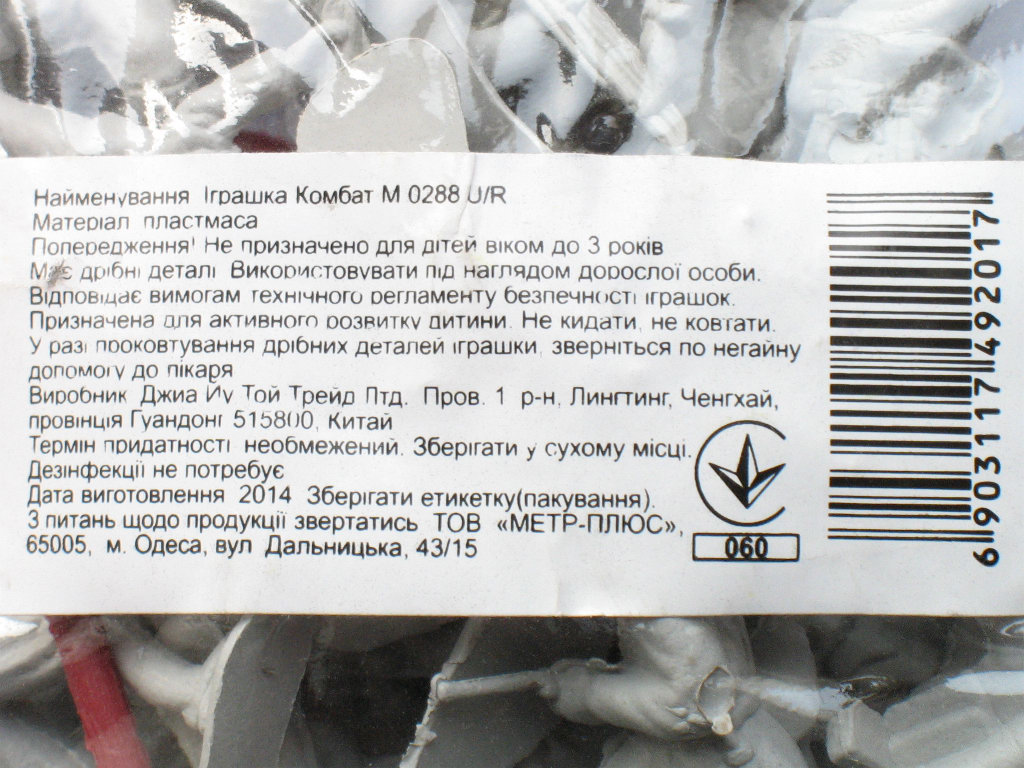 Найменування Іграшка Комбат M 0288 U/R
Матеріал пластмаса
Попередження! Не призначено для дітей віком до 3 років
Має дрібні деталі Використовувати під наглядом дорослої особи.
Відповідає вимогам технічного регламенту безпечності іграшок.
Призначена для активного розвитку дитини. Не кидати, не ковтати.
У разі проковтування дрібних деталей іграшки, зверніться по негайну
допомогу до лікаря
Виробник Джиа Йу Той Трейд Лтд. Пров. 1 р-н, Лингтинг, Ченгхай,
провінція Гуандонг 515800, Китай
Термін придатності необмежений. Зберігати у сухому місці.
Дезінфекції не потребує
Дата виготовлення 2014 Зберігати етикетку(пакування).
З питань щодо продукції звертатись ТОВ «МЕТР-ПЛЮС»,
65005, м. Одеса, вул Дальницька, 43/15
060
6903117492017